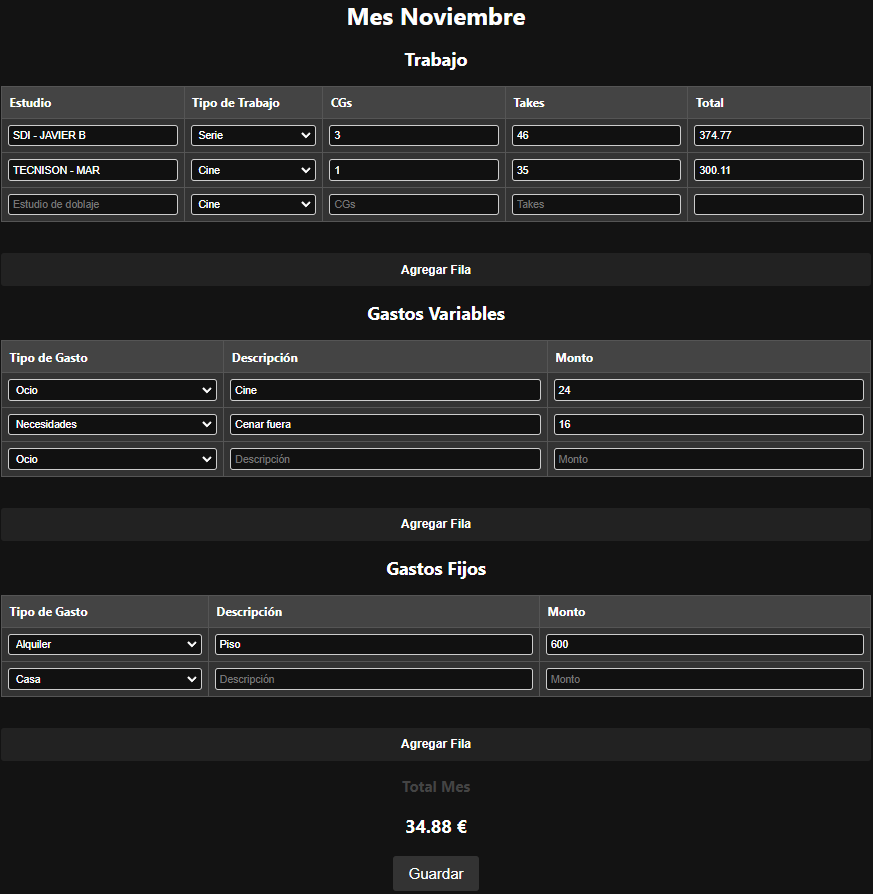 Mes Noviembre
Trabajo
Estudio Tipo de Trabajo CGs Takes Total
SDI - JAVIER B Serie 3 46 374.77
TECNISON - MAR Cine 1 35 300.11
Estudio de doblaje Cine CGs Takes
Agregar Fila
Gastos Variables
Tipo de Gasto Descripción Monto
Ocio Cine 24
Necesidades Cenar fuera 16
Ocio Descripción Monto
Agregar Fila
Gastos Fijos
Tipo de Gasto Descripción Monto
Alquiler Piso 600
Casa Descripción Monto
Agregar Fila
Total Mes
34.88 €
Guardar